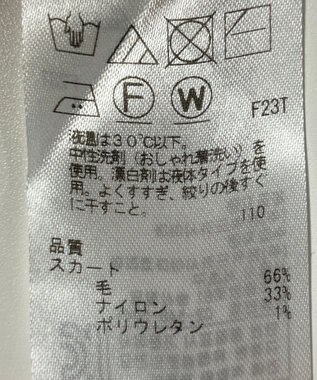 F W
F23T
液温は30℃以下。
中性洗剤(おしゃれ着洗い)を
使用。漂白剤は液体タイプを使
用。よくすすぎ、絞りの後すぐ
に干すこと。
110
品質
スカート
毛 66%
ナイロン 33%
ポリウレタン 1%